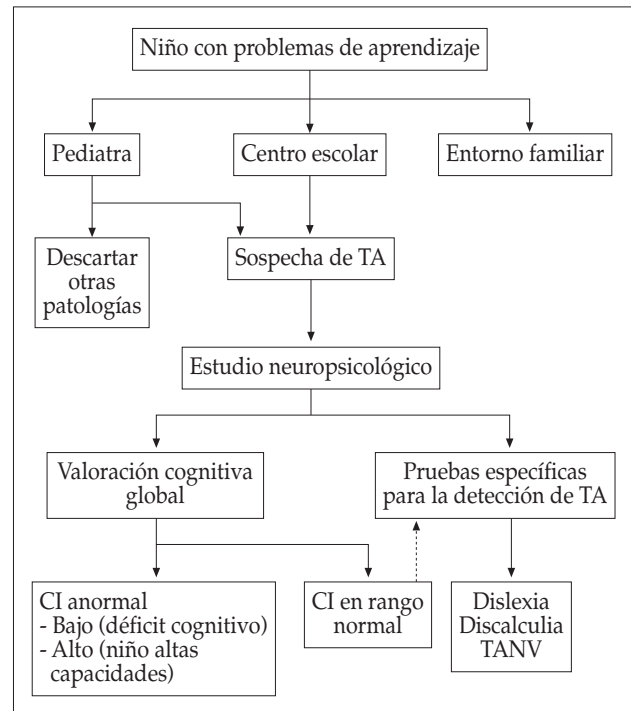 Niño con problemas de aprendizaje
Pediatra
Centro escolar
Entorno familiar
Descartar
otras
patologías
Sospecha de TA
Estudio neuropsicológico
Valoración cognitiva
global
Pruebas específicas
para la detección de TA
CI anormal
- Bajo (déficit cognitivo)
- Alto (niño altas
capacidades)
CI en rango
normal
Dislexia
Discalculia
TANV